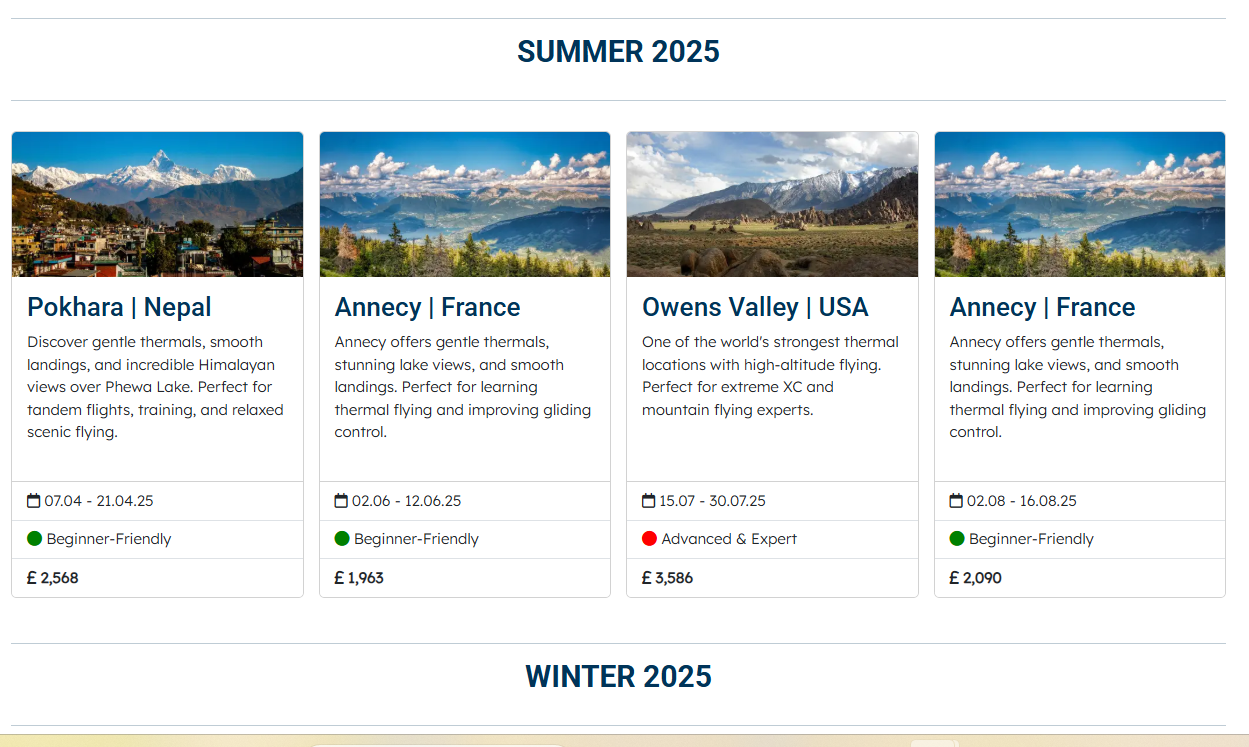 SUMMER 2025
Pokhara | Nepal
Discover gentle thermals, smooth
landings, and incredible Himalayan
views over Phewa Lake. Perfect for
tandem flights, training, and relaxed
scenic flying.
07.04 - 21.04.25
Beginner-Friendly
£ 2,568
Annecy | France
Annecy offers gentle thermals,
stunning lake views, and smooth
landings. Perfect for learning
thermal flying and improving gliding
control.
02.06 - 12.06.25
Beginner-Friendly
£ 1,963
Owens Valley | USA
One of the world's strongest thermal
locations with high-altitude flying.
Perfect for extreme XC and
mountain flying experts.
15.07 - 30.07.25
Advanced & Expert
£ 3,586
Annecy | France
Annecy offers gentle thermals,
stunning lake views, and smooth
landings. Perfect for learning
thermal flying and improving gliding
control.
02.08 - 16.08.25
Beginner-Friendly
£ 2,090
WINTER 2025